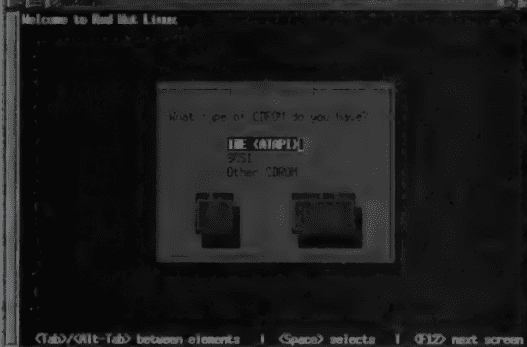 Welcome to Red Hat Linux
What type of CDROM do you have?
IDE (ATAPI)
SCSI
Other CDROM
<Tab>/<Alt-Tab> between elements | <Space> selects | <F12> next screen